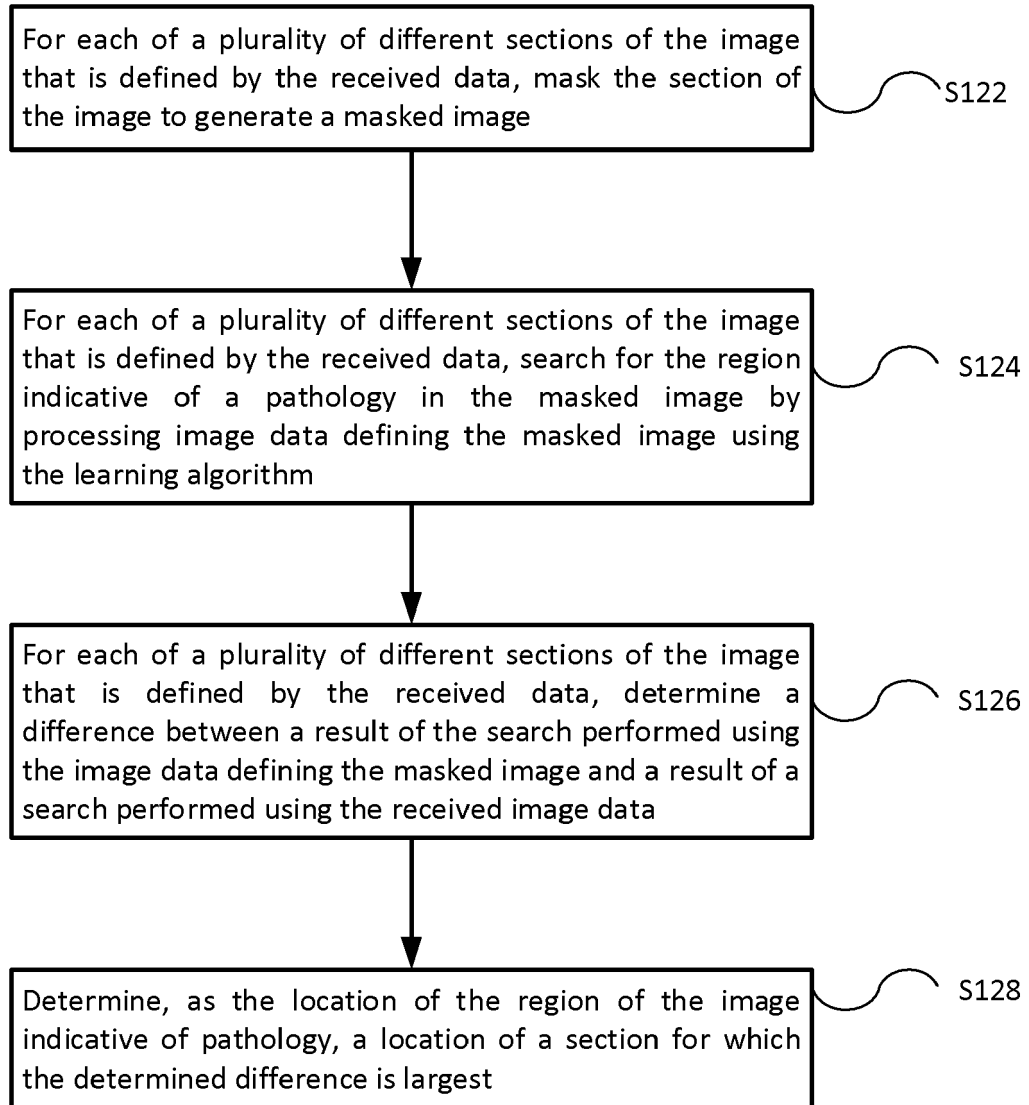 For each of a plurality of different sections of the image
that is defined by the received data, mask the section of
the image to generate a masked image
S122
For each of a plurality of different sections of the image
that is defined by the received data, search for the region
indicative of a pathology in the masked image by
processing image data defining the masked image using
the learning algorithm
S124
For each of a plurality of different sections of the image
that is defined by the received data, determine a
difference between a result of the search performed using
the image data defining the masked image and a result of a
search performed using the received image data
S126
Determine, as the location of the region of the image
indicative of pathology, a location of a section for which
the determined difference is largest
S128